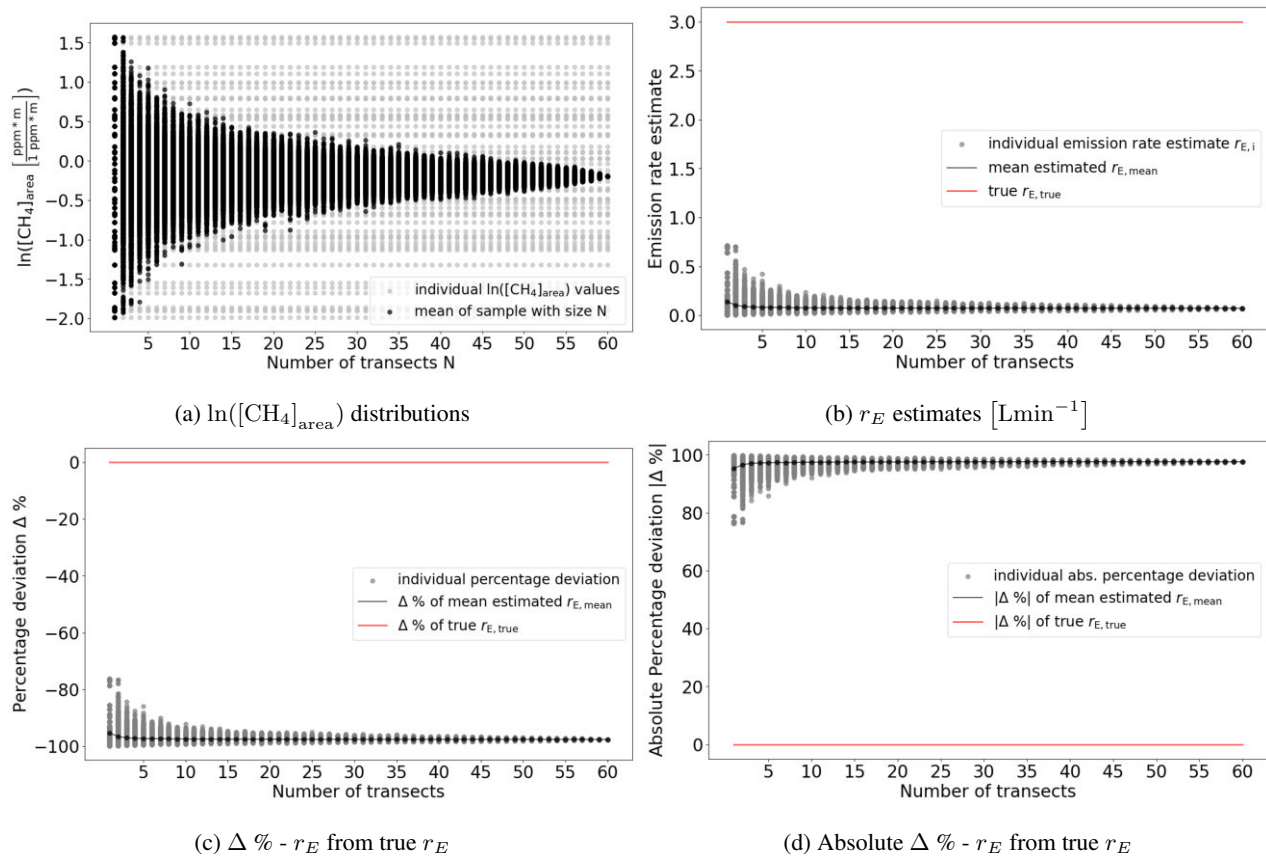 1.5
1.0
0.5
0.0
−0.5
−1.0
−1.5
−2.0
ln([CH₄]area [ppm * m / 1 ppm * m])
individual ln([CH₄]area) values
mean of sample with size N
5 10 15 20 25 30 35 40 45 50 55 60
Number of transects N
(a) ln([CH₄]area) distributions
3.0
2.5
2.0
1.5
1.0
0.5
0.0
Emission rate estimate
individual emission rate estimate rE, i
mean estimated rE, mean
true rE, true
5 10 15 20 25 30 35 40 45 50 55 60
Number of transects
(b) rE estimates [Lmin⁻¹]
0
−20
−40
−60
−80
−100
Percentage deviation Δ %
individual percentage deviation
Δ % of mean estimated rE, mean
Δ % of true rE, true
5 10 15 20 25 30 35 40 45 50 55 60
Number of transects
(c) Δ % - rE from true rE
100
80
60
40
20
0
Absolute Percentage deviation |Δ %|
individual abs. percentage deviation
|Δ %| of mean estimated rE, mean
|Δ %| of true rE, true
5 10 15 20 25 30 35 40 45 50 55 60
Number of transects
(d) Absolute Δ % - rE from true rE